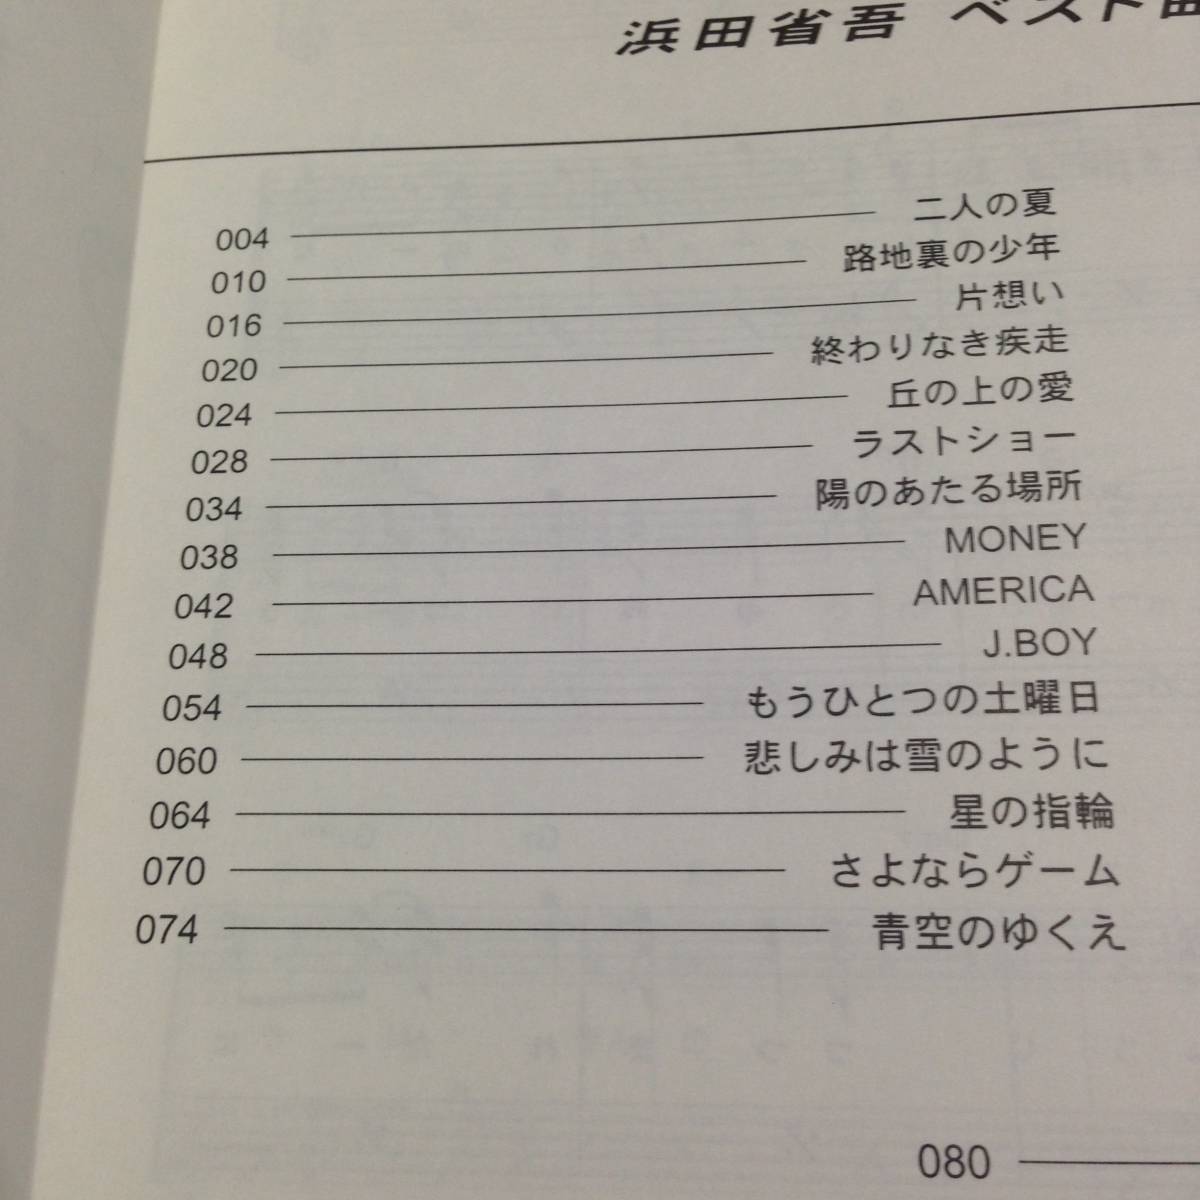 浜田省吾 ベスト曲
004 二人の夏
010 路地裏の少年
016 片想い
020 終わりなき疾走
024 丘の上の愛
028 ラストショー
034 陽のあたる場所
038 MONEY
042 AMERICA
048 J.BOY
054 もうひとつの土曜日
060 悲しみは雪のように
064 星の指輪
070 さよならゲーム
074 青空のゆくえ
080